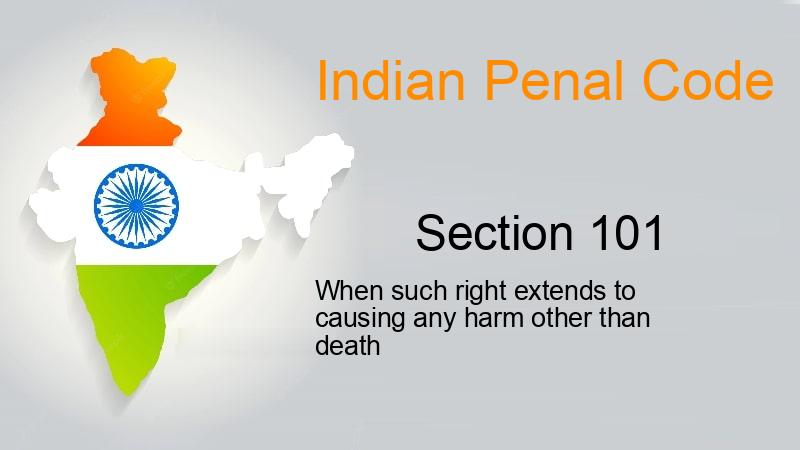 Indian Penal Code
Section 101
When such right extends to
causing any harm other than
death